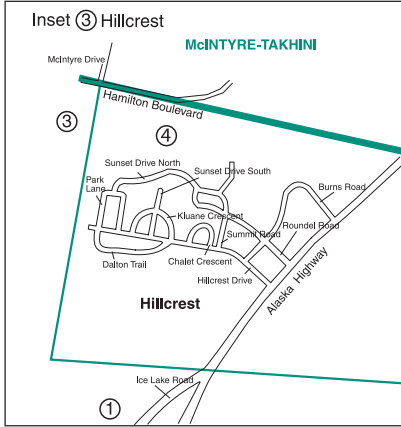 Inset ③ Hillcrest
McINTYRE-TAKHINI
McIntyre Drive
Hamilton Boulevard
③
④
Sunset Drive North
Sunset Drive South
Park
Lane
Burns Road
Kluane Crescent
Summit Road
Roundel Road
Dalton Trail
Chalet Crescent
Hillcrest Drive
Alaska Highway
Hillcrest
Ice Lake Road
①